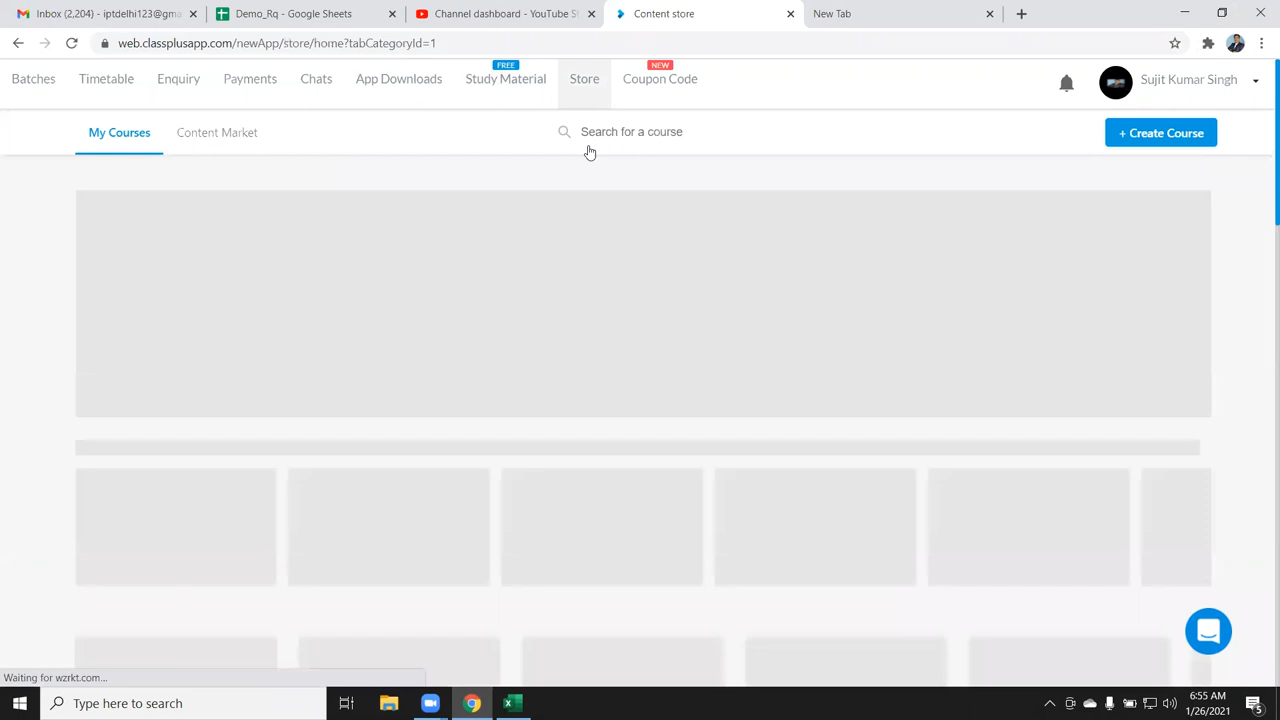 Inbox (2,204) - iptdelhi123@gma
Demo_Rq - Google Sheets
Channel dashboard - YouTube St
Content store
New Tab
web.classplusapp.com/newApp/store/home?tabCategoryId=1
FREE
NEW
Batches
Timetable
Enquiry
Payments
Chats
App Downloads
Study Material
Store
Coupon Code
Sujit Kumar Singh
My Courses
Content Market
Search for a course
+ Create Course
Waiting for wzrkt.com...
Type here to search
6:55 AM
1/26/2021
5